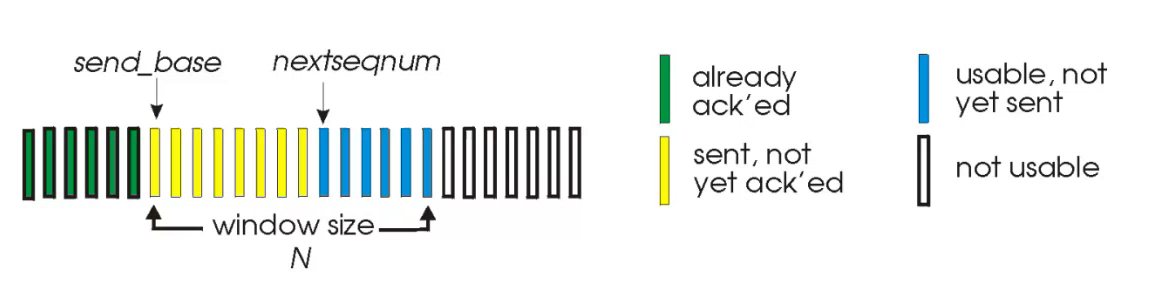 send_base
nextseqnum
window size
N
already
ack'ed
sent, not
yet ack'ed
usable, not
yet sent
not usable